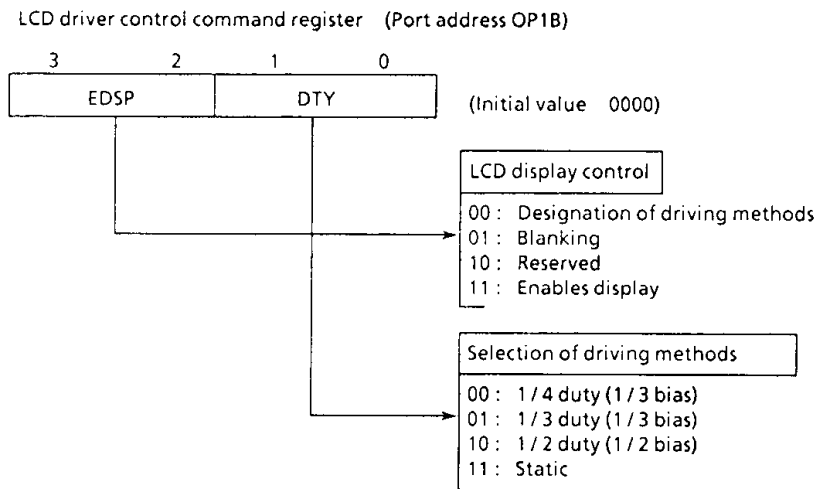 LCD driver control command register (Port address OP1B)
3 2 1 0
EDSP DTY (Initial value 0000)
LCD display control
00 : Designation of driving methods
01 : Blanking
10 : Reserved
11 : Enables display
Selection of driving methods
00 : 1/4 duty (1/3 bias)
01 : 1/3 duty (1/3 bias)
10 : 1/2 duty (1/2 bias)
11 : Static